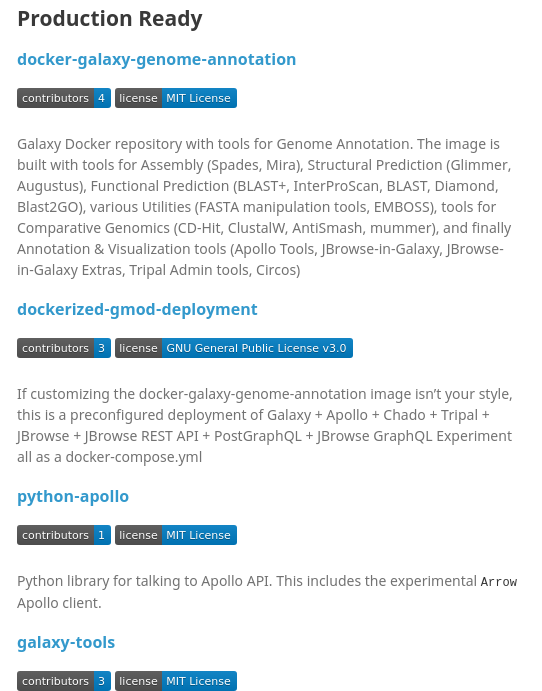 Production Ready
docker-galaxy-genome-annotation
contributors 4 license MIT License
Galaxy Docker repository with tools for Genome Annotation. The image is
built with tools for Assembly (Spades, Mira), Structural Prediction (Glimmer,
Augustus), Functional Prediction (BLAST+, InterProScan, BLAST, Diamond,
Blast2GO), various Utilities (FASTA manipulation tools, EMBOSS), tools for
Comparative Genomics (CD-Hit, ClustalW, AntiSmash, mummer), and finally
Annotation & Visualization tools (Apollo Tools, JBrowse-in-Galaxy, JBrowse-
in-Galaxy Extras, Tripal Admin tools, Circos)
dockerized-gmod-deployment
contributors 3 license GNU General Public License v3.0
If customizing the docker-galaxy-genome-annotation image isn’t your style,
this is a preconfigured deployment of Galaxy + Apollo + Chado + Tripal +
JBrowse + JBrowse REST API + PostGraphQL + JBrowse GraphQL Experiment
all as a docker-compose.yml
python-apollo
contributors 1 license MIT License
Python library for talking to Apollo API. This includes the experimental Arrow
Apollo client.
galaxy-tools
contributors 3 license MIT License